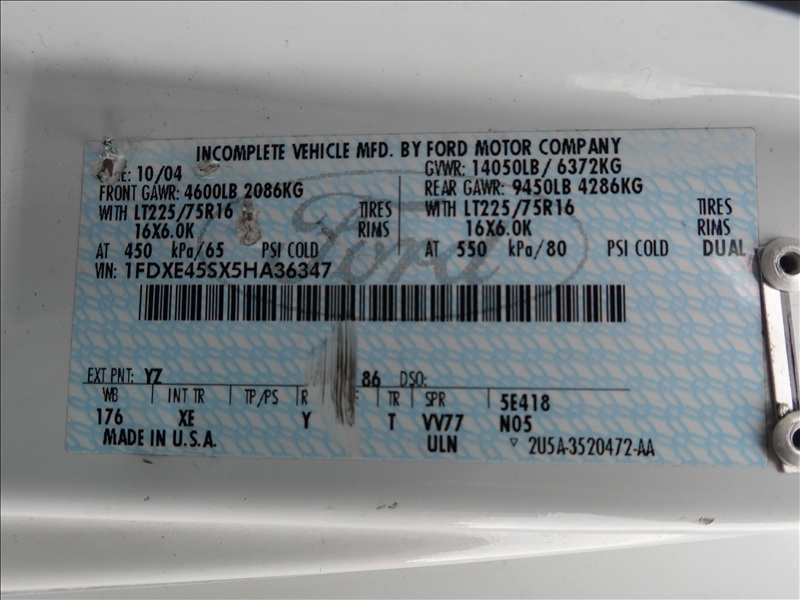 INCOMPLETE VEHICLE MFD. BY FORD MOTOR COMPANY
10/04 GVWR: 14050LB/ 6372KG
FRONT GAWR: 4600LB 2086KG REAR GAWR: 9450LB 4286KG
WITH LT225/75R16 TIRES WITH LT225/75R16 TIRES
16X6.0K RIMS 16X6.0K RIMS
AT 450 kPa/65 PSI COLD AT 550 kPa/80 PSI COLD DUAL
VIN: 1FDXE45SX5HA36347
Ford
EXT PNT: YZ 86 DSO:
WB INT TR TP/PS R TR SPR 5E418
176 XE Y T VV77 N05
MADE IN U.S.A. ULN ▽ 2U5A-3520472-AA